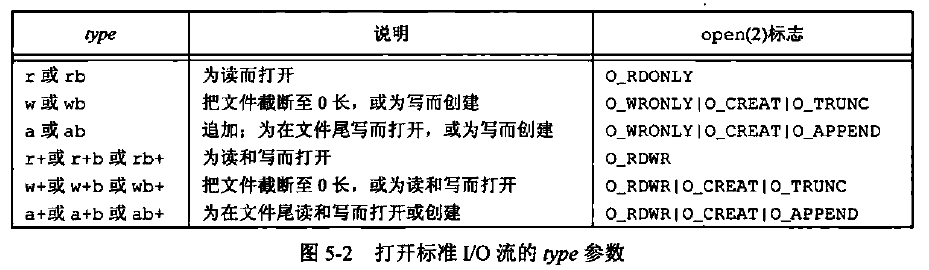 type 说明 open(2)标志
r 或 rb 为读而打开 O_RDONLY
w 或 wb 把文件截断至 0 长，或为写而创建 O_WRONLY|O_CREAT|O_TRUNC
a 或 ab 追加；为在文件尾写而打开，或为写而创建 O_WRONLY|O_CREAT|O_APPEND
r+或 r+b 或 rb+ 为读和写而打开 O_RDWR
w+或 w+b 或 wb+ 把文件截断至 0 长，或为读和写而打开 O_RDWR|O_CREAT|O_TRUNC
a+或 a+b 或 ab+ 为在文件尾读和写而打开或创建 O_RDWR|O_CREAT|O_APPEND
图 5-2 打开标准 I/O 流的 type 参数